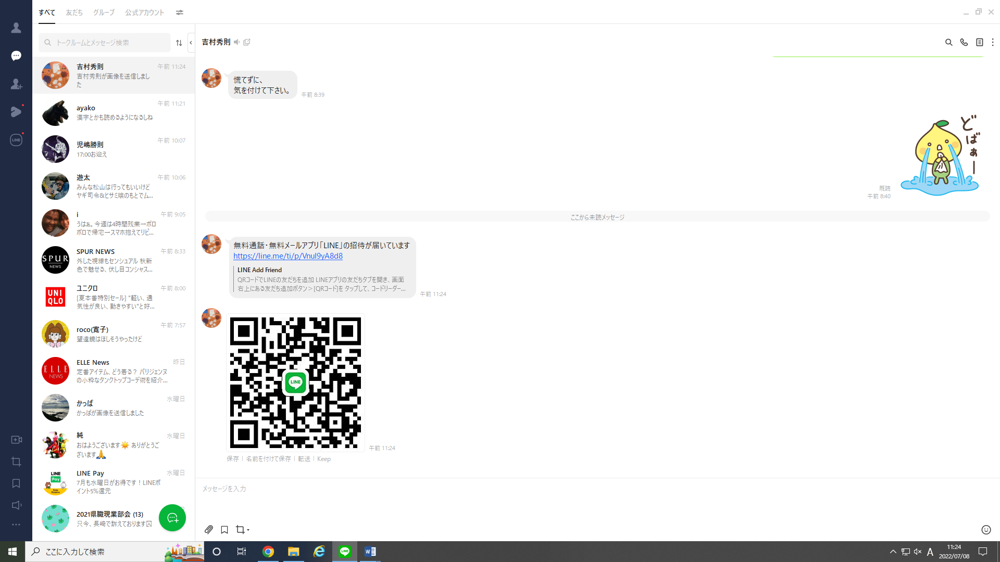 すべて
友だち
グループ
公式アカウント
トークルームとメッセージ検索
吉村秀則
午前 11:24
吉村秀則が画像を送信しまし
た
ayako
午前 11:21
漢字とかも読めるようになるしね
児嶋勝則
午前 10:07
17:00お迎え
遊太
午前 10:06
みんな松山は行ってもいいけど
ヤギ司令&ヒサミ嬢のもとでム...
i
午前 9:05
うはぁ。今週は4時間残業→ボロ
ボロで帰宅→スマホ抱えてリビ...
SPUR NEWS
午前 8:33
外した視線もセンシュアル 秋新
色で魅せる、伏し目コンシャス...
SPUR
NEWS
ユニクロ
午前 8:00
[夏本番特別セール] "軽い、通
気性が良い、動きやすい"と好...
UNI
QLO
roco(寛子)
午前 7:57
望遠鏡はほしそうやったけど
ELLE News
昨日
定番アイテム、どう着る？ パリジェンヌ
の小粋なタンクトップコーデ術を紹介...
ELLE
NEWS
かっぱ
水曜日
かっぱが画像を送信しました
純
水曜日
おはようございます☀️ ありがとうご
ざいます🙏
LINE Pay
水曜日
7月も水曜日がお得です！LINEポ
イント5%還元
LINE
Pay
Keep
Distance
2021県職現業部会 (13)
只今、長崎で訴えております
LINE
吉村秀則
慌てずに、
気を付けて下さい。
午前 8:39
どばぁー
既読
午前 8:40
ここから未読メッセージ
無料通話・無料メールアプリ「LINE」の招待が届いています
https://line.me/ti/p/VnuI9yA8d8
LINE Add Friend
QRコードでLINEの友だちを追加 LINEアプリの友だちタブを開き、画面
右上にある友だち追加ボタン＞[QRコード]を タップして、コードリーダー...
午前 11:24
LINE
午前 11:24
保存 | 名前を付けて保存 | 転送 | Keep
メッセージを入力
ここに入力して検索
LINE
A
11:24
2022/07/08